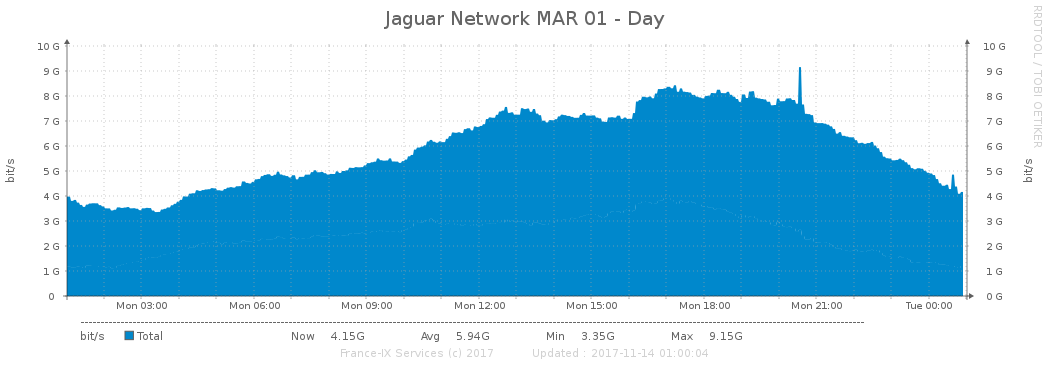 Jaguar Network MAR 01 - Day
RRDTOOL / TOBI OETIKER
10 G 10 G
9 G 9 G
8 G 8 G
7 G 7 G
6 G 6 G
5 G 5 G
4 G 4 G
3 G 3 G
2 G 2 G
1 G 1 G
0 0 G
bit/s
bit/s
Mon 03:00 Mon 06:00 Mon 09:00 Mon 12:00 Mon 15:00 Mon 18:00 Mon 21:00 Tue 00:00
bit/s Total Now 4.15G Avg 5.94G Min 3.35G Max 9.15G
France-IX Services (c) 2017 Updated : 2017-11-14 01:00:04